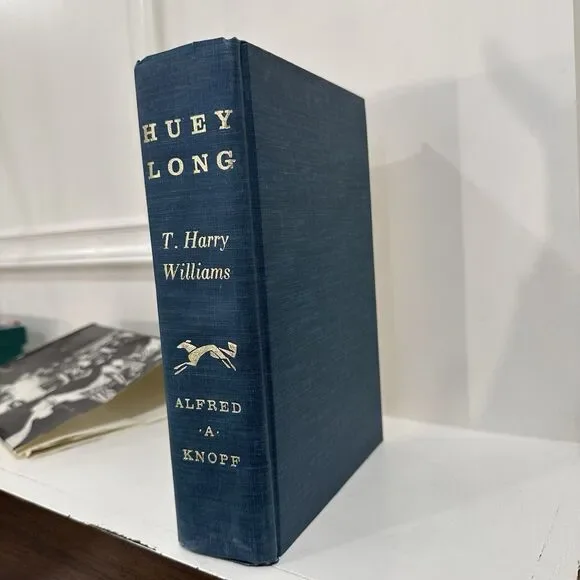 HUEY
LONG
T. Harry
Williams
ALFRED
·A·
KNOPF